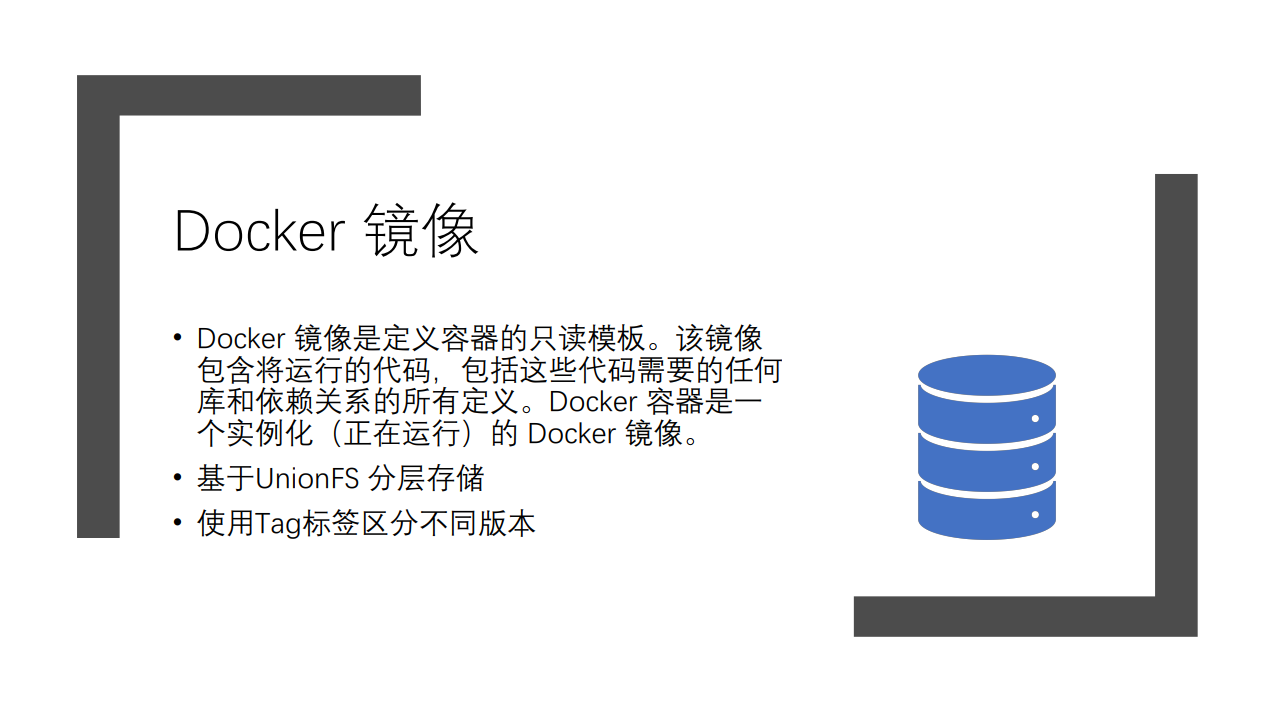 Docker 镜像
• Docker 镜像是定义容器的只读模板。该镜像
包含将运行的代码，包括这些代码需要的任何
库和依赖关系的所有定义。Docker 容器是一
个实例化（正在运行）的 Docker 镜像。
• 基于UnionFS 分层存储
• 使用Tag标签区分不同版本